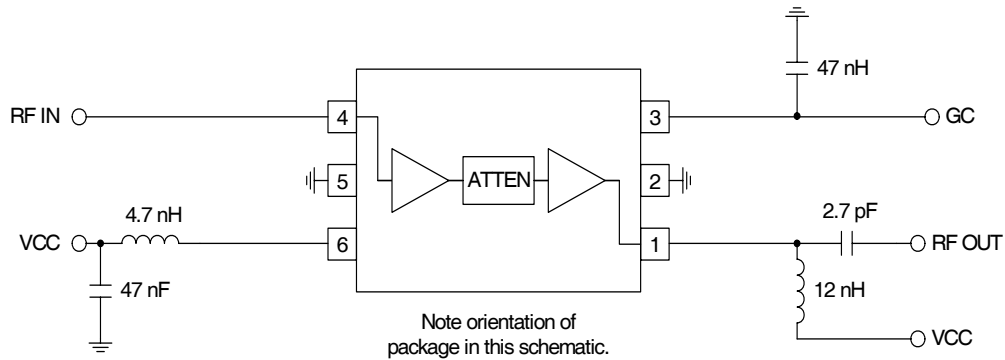 47 nH
RF IN
4
3
GC
5
ATTEN
2
4.7 nH
2.7 pF
VCC
6
1
RF OUT
47 nF
12 nH
Note orientation of
package in this schematic.
VCC